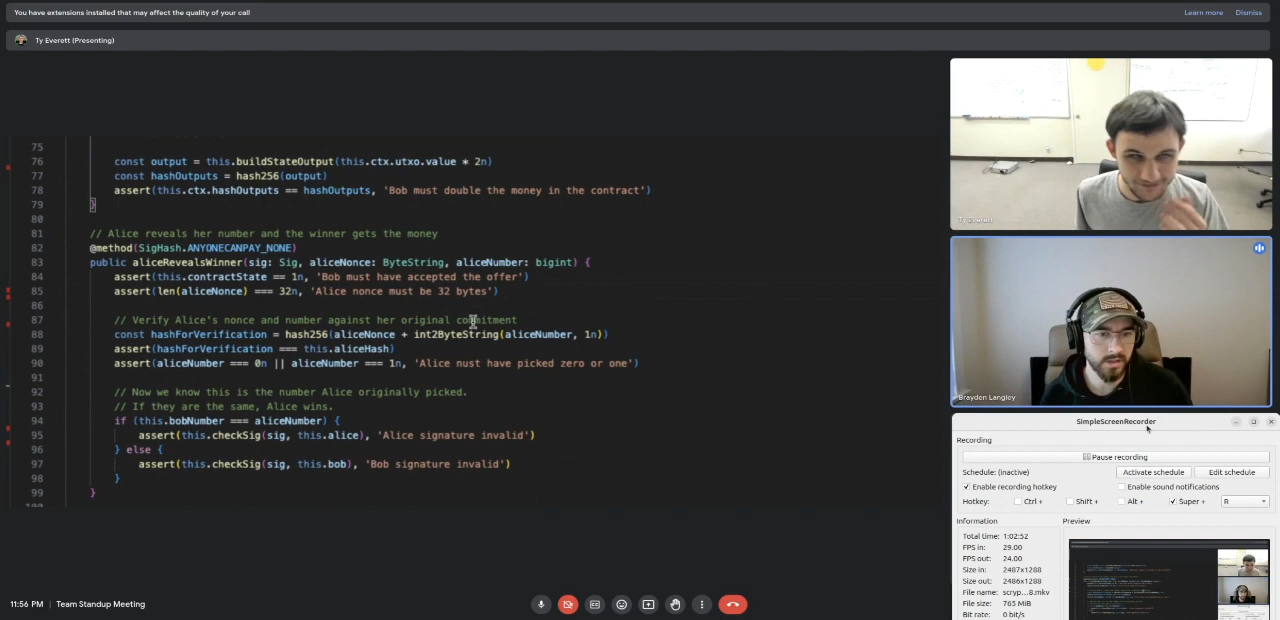 You have extensions installed that may affect the quality of your call
Learn more
Dismiss
Ty Everett (Presenting)
75
76 const output = this.buildStateOutput(this.ctx.utxo.value * 2n)
77 const hashOutputs = hash256(output)
78 assert(this.ctx.hashOutputs == hashOutputs, 'Bob must double the money in the contract')
79 }
80
81 // Alice reveals her number and the winner gets the money
82 @method(SigHash.ANYONECANPAY_NONE)
83 public aliceRevealsWinner(sig: Sig, aliceNonce: ByteString, aliceNumber: bigint) {
84 assert(this.contractState == 1n, 'Bob must have accepted the offer')
85 assert(len(aliceNonce) === 32n, 'Alice nonce must be 32 bytes')
86
87 // Verify Alice's nonce and number against her original commitment
88 const hashForVerification = hash256(aliceNonce + int2ByteString(aliceNumber, 1n))
89 assert(hashForVerification === this.aliceHash)
90 assert(aliceNumber === 0n || aliceNumber === 1n, 'Alice nust have picked zero or one')
91
92 // Now we know this is the number Alice originally picked.
93 // If they are the same, Alice wins.
94 if (this.bobNumber === aliceNumber) {
95 assert(this.checkSig(sig, this.alice), 'Alice signature invalid')
96 } else {
97 assert(this.checkSig(sig, this.bob), 'Bob signature invalid')
98 }
99 }
100
Ty Everett
Brayden Langley
SimpleScreenRecorder
Recording
Pause recording
Schedule: (inactive)
Activate schedule
Edit schedule
Enable recording hotkey
Enable sound notifications
Hotkey: Ctrl + Shift + Alt + Super + R
Information
Preview
Total time: 1:02:52
FPS in: 29.00
FPS out: 24.00
Size in: 2487x1288
Size out: 2486x1288
File name: scryp...8.mkv
File size: 765 MiB
Bit rate: 0 bit/s
11:56 PM | Team Standup Meeting